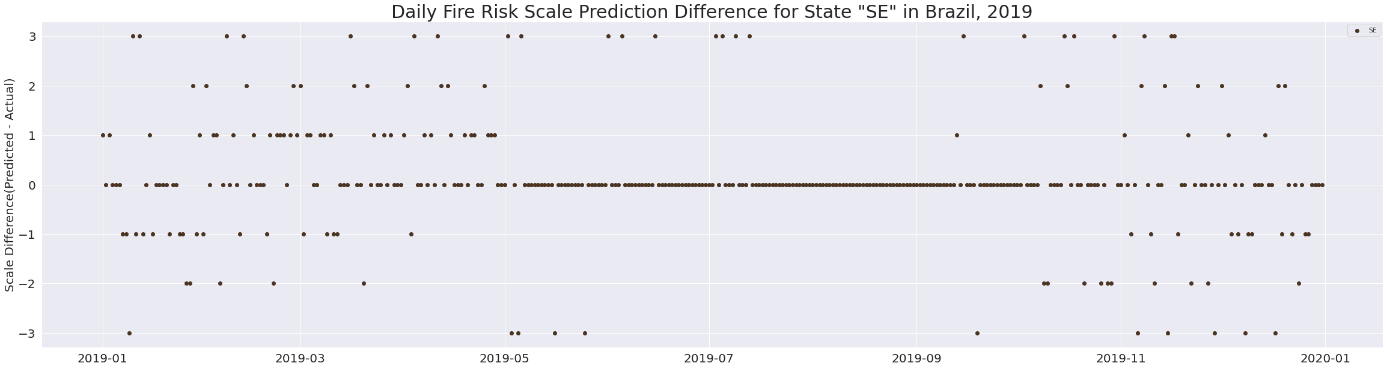 Daily Fire Risk Scale Prediction Difference for State "SE" in Brazil, 2019
Scale Difference(Predicted - Actual)
3
2
1
0
−1
−2
−3
SE
2019-01 2019-03 2019-05 2019-07 2019-09 2019-11 2020-01